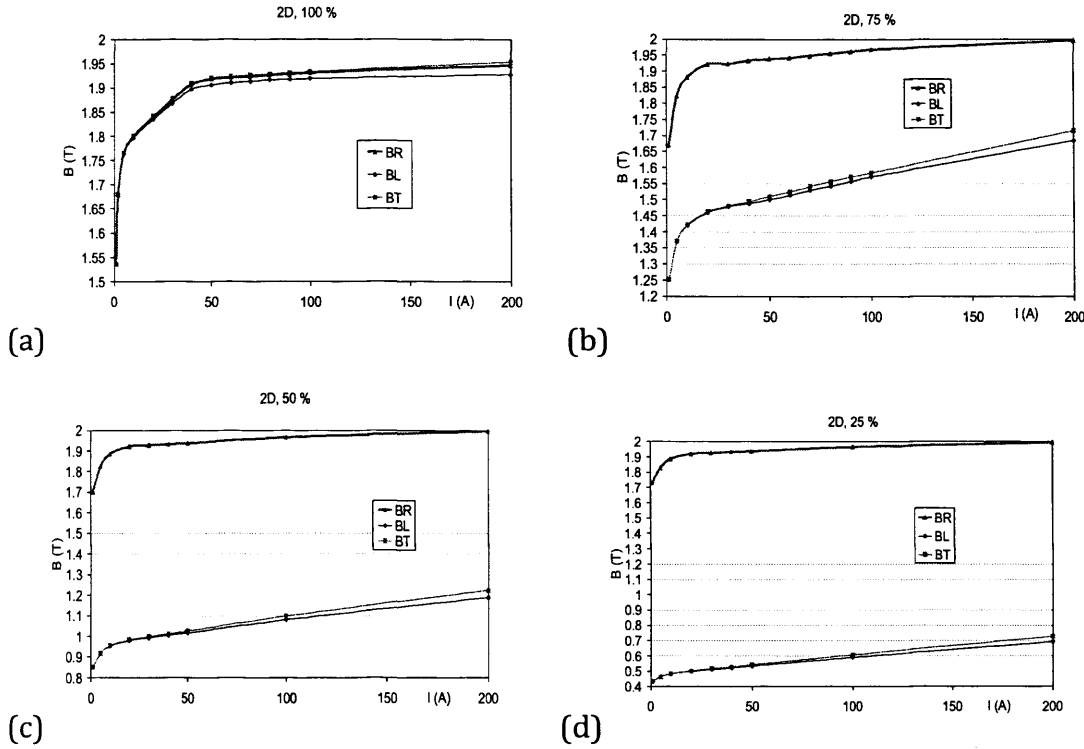 2D, 100 %
2
1.95
1.9
1.85
1.8
1.75
1.7
1.65
1.6
1.55
1.5
B (T)
BR
BL
BT
0
50
100
150
I (A)
200
(a)
2D, 75 %
2
1.95
1.9
1.85
1.8
1.75
1.7
1.65
1.6
1.55
1.5
1.45
1.4
1.35
1.3
1.25
1.2
B (T)
BR
BL
BT
0
50
100
150
I (A)
200
(b)
2D, 50 %
2
1.9
1.8
1.7
1.6
1.5
1.4
1.3
1.2
1.1
1
0.9
0.8
B (T)
BR
BL
BT
0
50
100
150
I (A)
200
(c)
2D, 25 %
2
1.9
1.8
1.7
1.6
1.5
1.4
1.3
1.2
1.1
1
0.9
0.8
0.7
0.6
0.5
0.4
B (T)
BR
BL
BT
0
50
100
150
I (A)
200
(d)